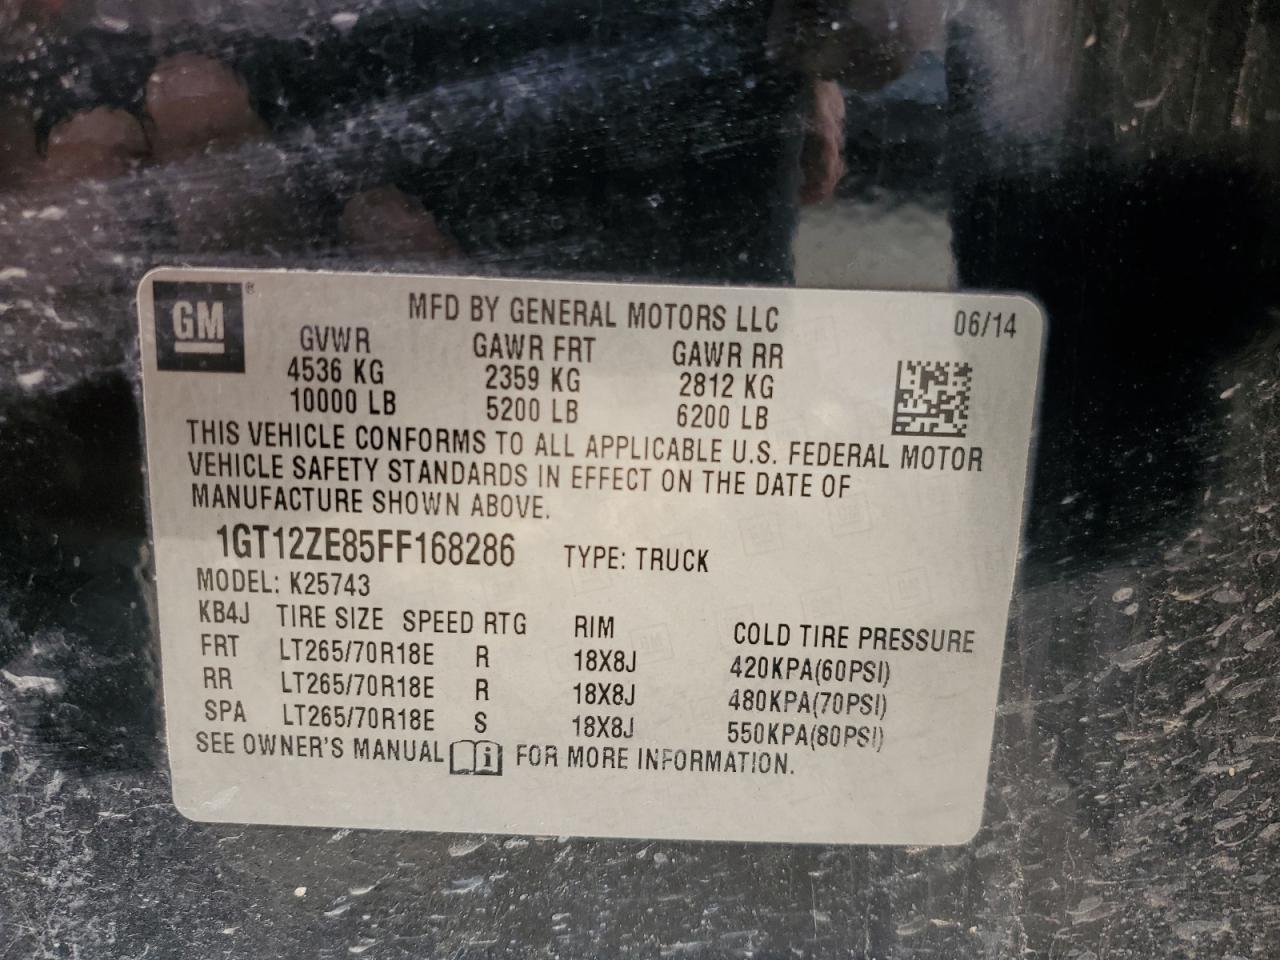 GM® MFD BY GENERAL MOTORS LLC 06/14
GVWR GAWR FRT GAWR RR
4536 KG 2359 KG 2812 KG
10000 LB 5200 LB 6200 LB
THIS VEHICLE CONFORMS TO ALL APPLICABLE U.S. FEDERAL MOTOR
VEHICLE SAFETY STANDARDS IN EFFECT ON THE DATE OF
MANUFACTURE SHOWN ABOVE.
1GT12ZE85FF168286 TYPE: TRUCK
MODEL: K25743
KB4J TIRE SIZE SPEED RTG RIM COLD TIRE PRESSURE
FRT LT265/70R18E R 18X8J 420KPA(60PSI)
RR LT265/70R18E R 18X8J 480KPA(70PSI)
SPA LT265/70R18E S 18X8J 550KPA(80PSI)
SEE OWNER'S MANUAL i FOR MORE INFORMATION.